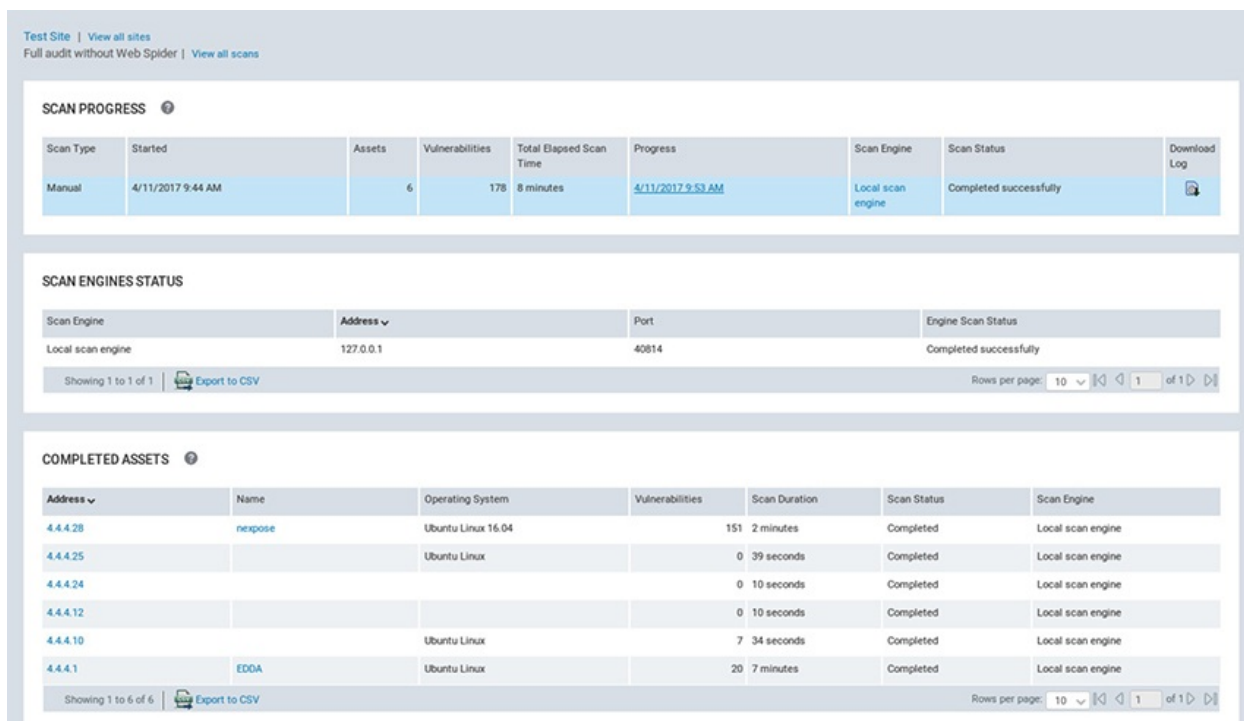 Test Site | View all sites
Full audit without Web Spider | View all scans
SCAN PROGRESS ?
Scan Type Started Assets Vulnerabilities Total Elapsed Scan Time Progress Scan Engine Scan Status Download Log
Manual 4/11/2017 9:44 AM 6 178 8 minutes 4/11/2017 9:53 AM Local scan engine Completed successfully
SCAN ENGINES STATUS
Scan Engine Address Port Engine Scan Status
Local scan engine 127.0.0.1 40814 Completed successfully
Showing 1 to 1 of 1 | Export to CSV Rows per page: 10 1 of 1
COMPLETED ASSETS ?
Address Name Operating System Vulnerabilities Scan Duration Scan Status Scan Engine
4.4.4.28 nexpose Ubuntu Linux 16.04 151 2 minutes Completed Local scan engine
4.4.4.25 Ubuntu Linux 0 39 seconds Completed Local scan engine
4.4.4.24 0 10 seconds Completed Local scan engine
4.4.4.12 0 10 seconds Completed Local scan engine
4.4.4.10 Ubuntu Linux 7 34 seconds Completed Local scan engine
4.4.4.1 EDDA Ubuntu Linux 20 7 minutes Completed Local scan engine
Showing 1 to 6 of 6 | Export to CSV Rows per page: 10 1 of 1